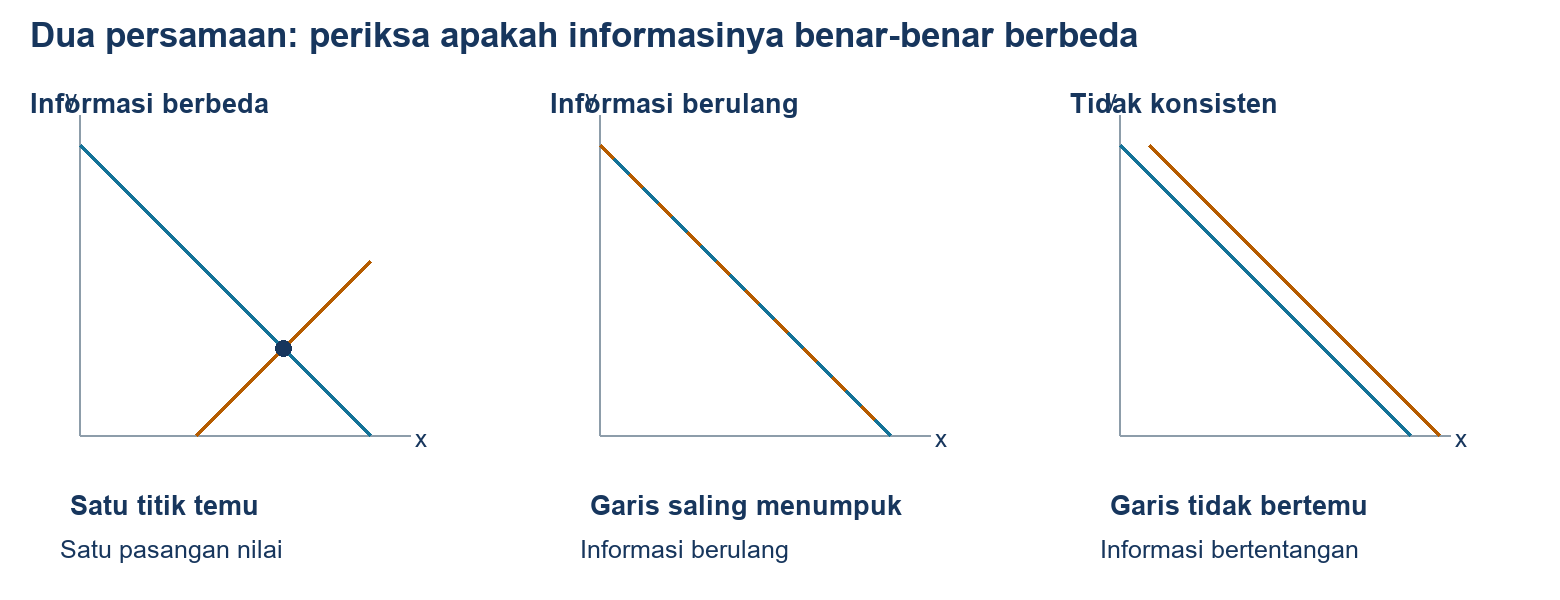 Dua persamaan: periksa apakah informasinya benar-benar berbeda
Informasi berbeda
y
x
Satu titik temu
Satu pasangan nilai
Informasi berulang
y
x
Garis saling menumpuk
Informasi berulang
Tidak konsisten
y
x
Garis tidak bertemu
Informasi bertentangan